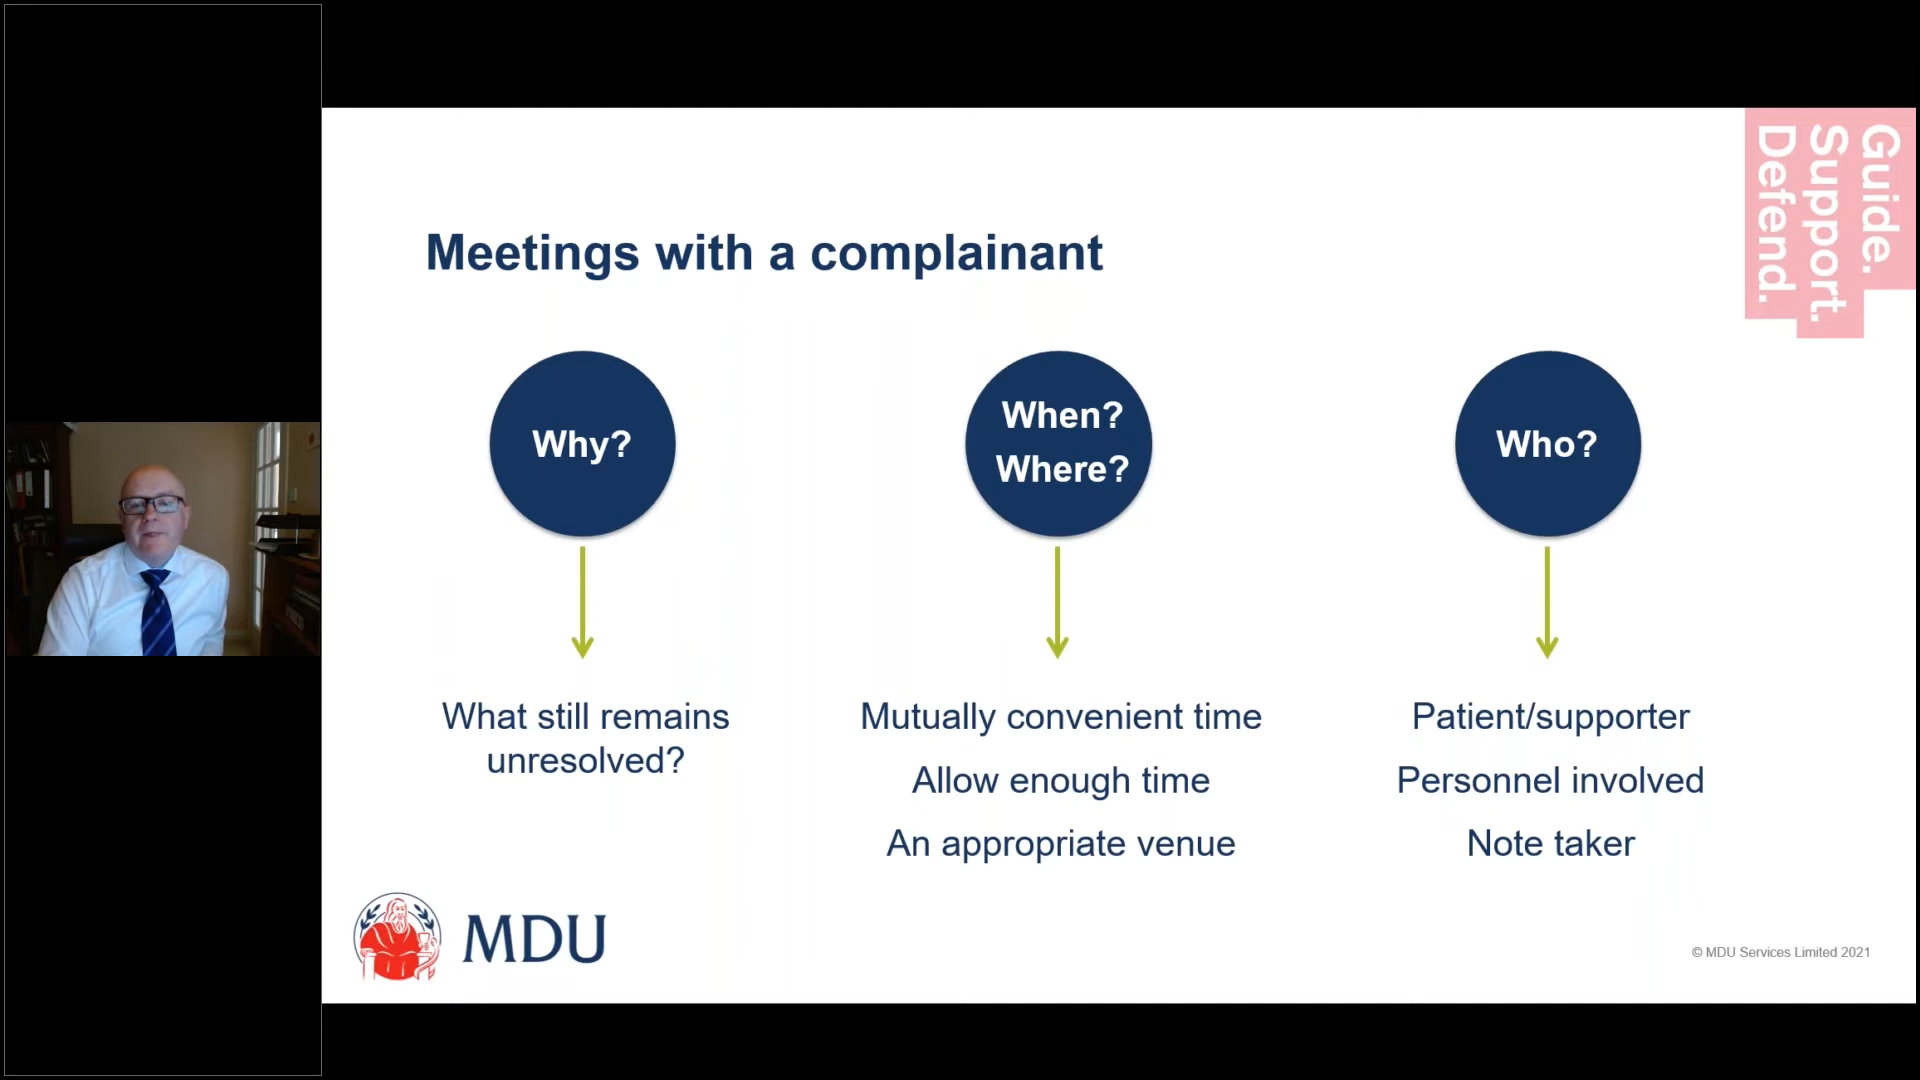 Guide.
Support.
Defend.
Meetings with a complainant
Why?
What still remains
unresolved?
When?
Where?
Mutually convenient time
Allow enough time
An appropriate venue
Who?
Patient/supporter
Personnel involved
Note taker
MDU
© MDU Services Limited 2021